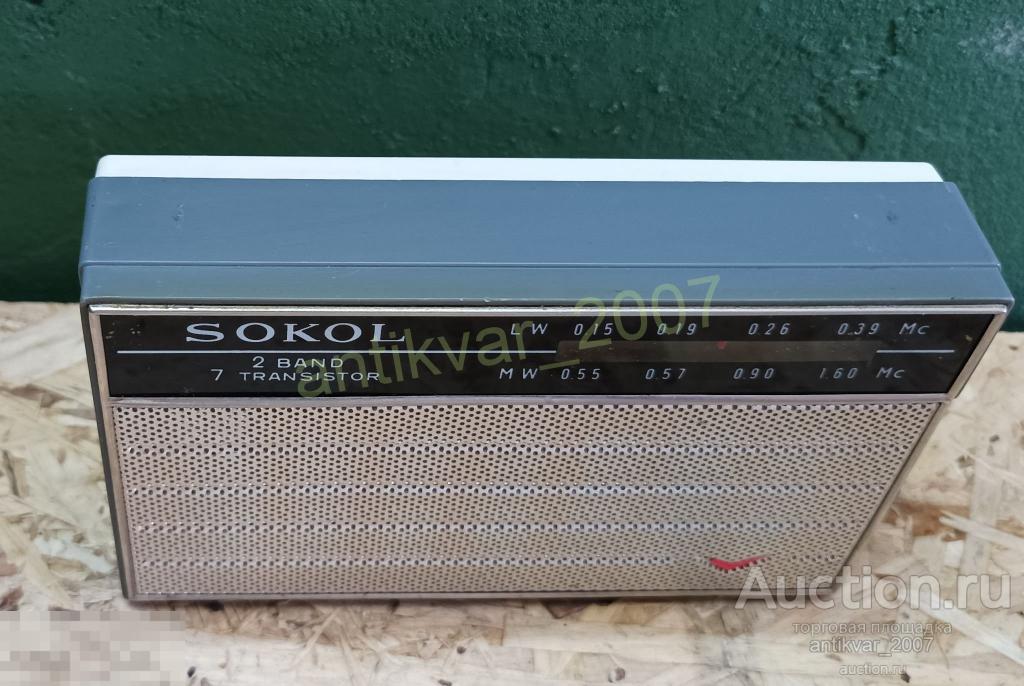 SOKOL
2 BAND
7 TRANSISTOR
LW 0.15 0.19 0.26 0.39 Mc
MW 0.55 0.57 0.90 1.60 Mc
antikvar_2007
Auction.ru
торговая площадка
antikvar_2007
auction.ru